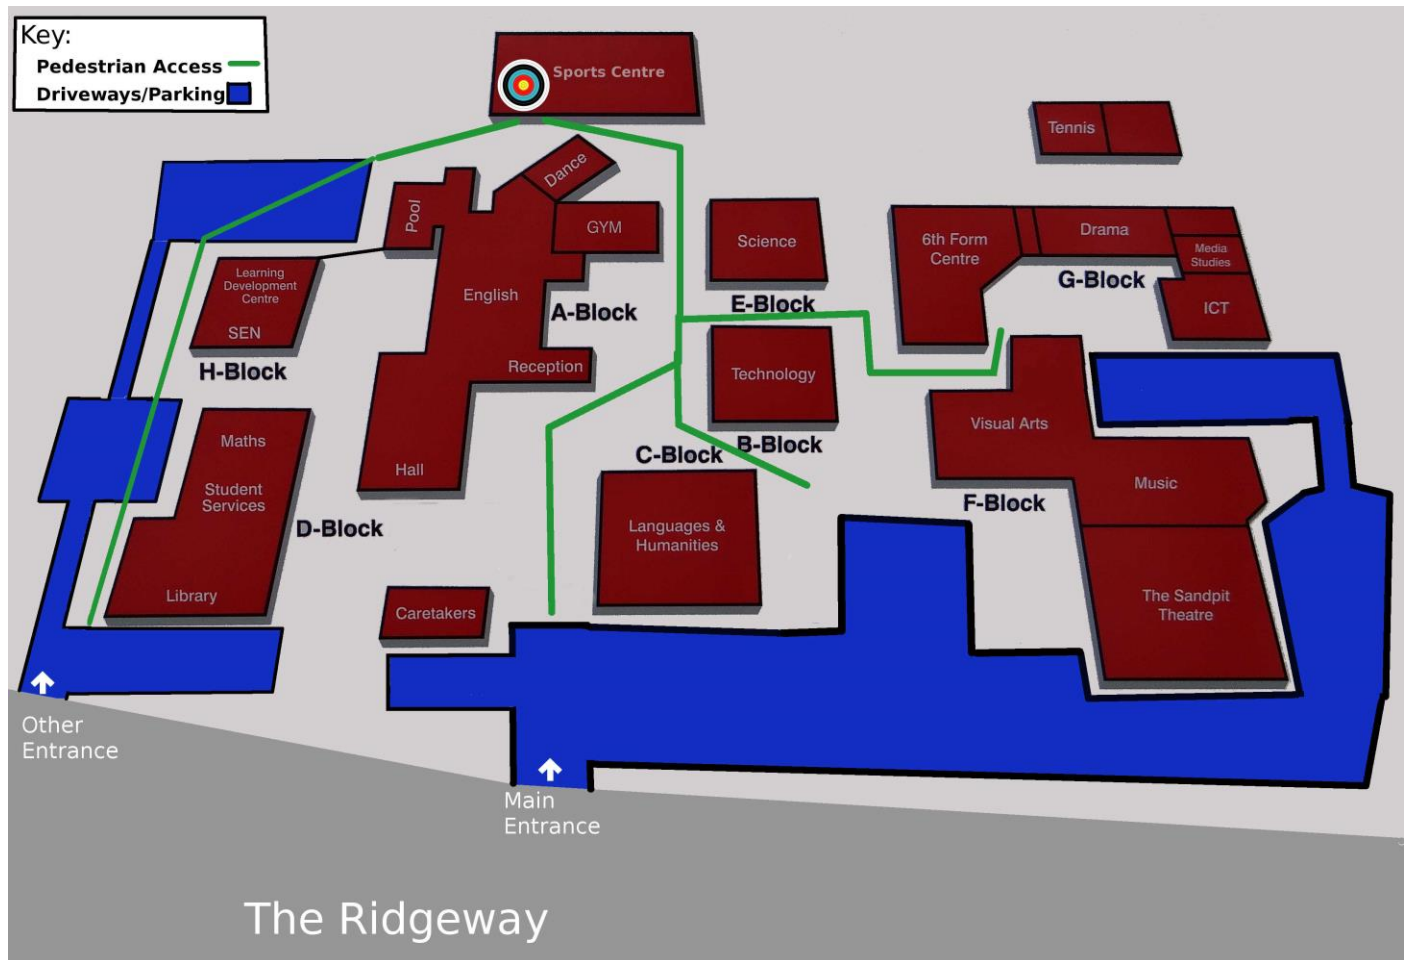 Key:
Pedestrian Access
Driveways/Parking
Sports Centre
Tennis
Dance
Pool
GYM
Science
6th Form
Centre
Drama
Media
Studies
ICT
G-Block
Learning
Development
Centre
SEN
H-Block
English
A-Block
Reception
Hall
E-Block
Technology
B-Block
C-Block
Languages &
Humanities
Visual Arts
F-Block
Music
The Sandpit
Theatre
Maths
Student
Services
Library
D-Block
Caretakers
Other
Entrance
Main
Entrance
The Ridgeway